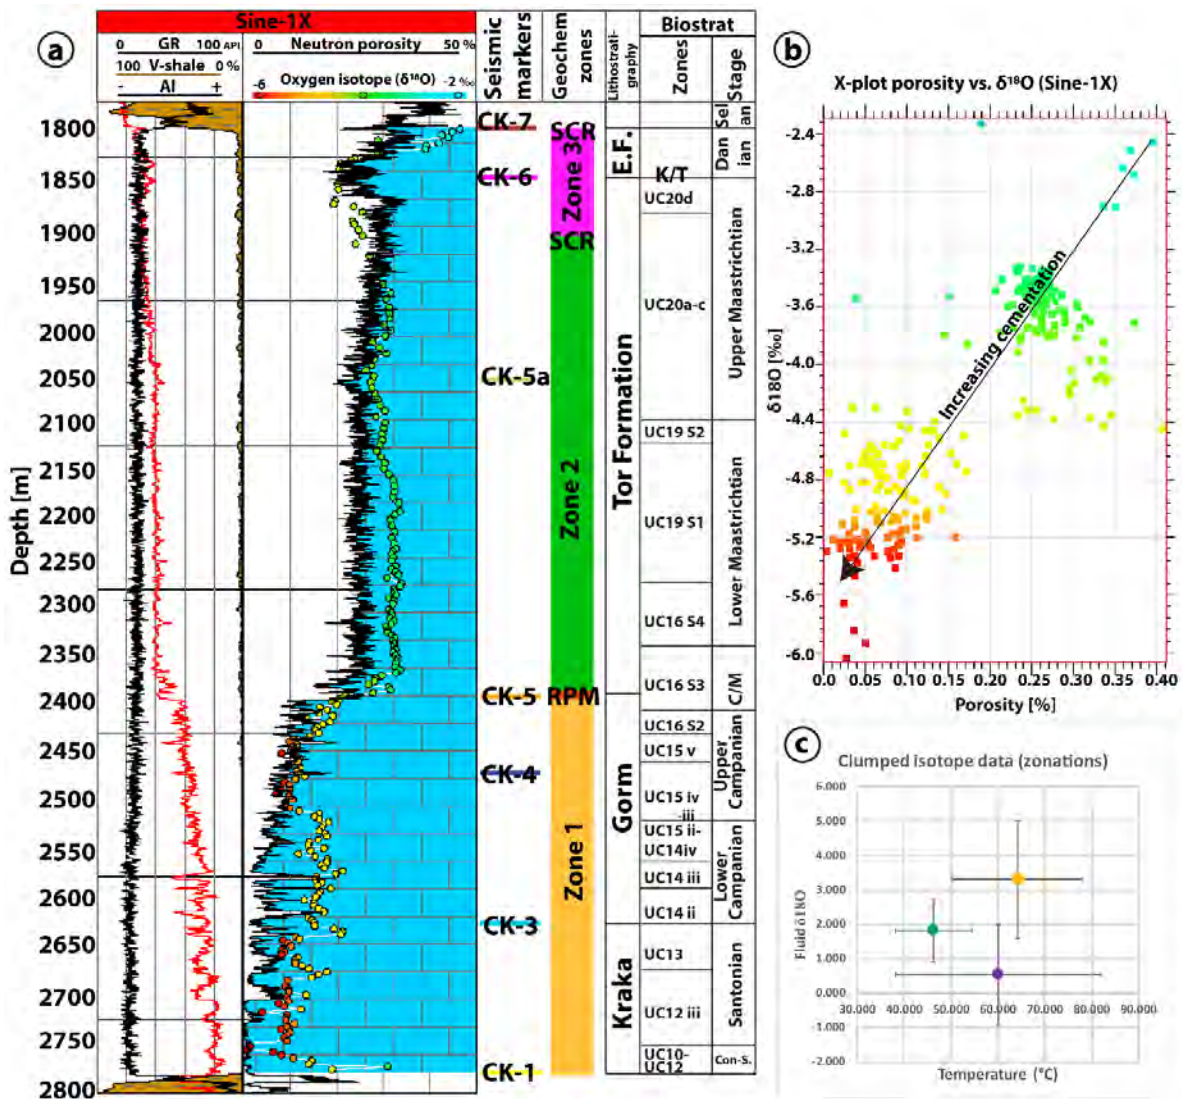 a
Sine-1X
0 GR 100 API
100 V-shale 0 %
- AI +
0 Neutron porosity 50 %
Oxygen isotope (δ¹⁸O)
-6 -2 ‰
Seismic markers
Geochem zones
Lithostrati-graphy
Biostrat
Zones
Stage
Depth [m]
1800
1850
1900
1950
2000
2050
2100
2150
2200
2250
2300
2350
2400
2450
2500
2550
2600
2650
2700
2750
2800
CK-7
CK-6
CK-5a
CK-5
CK-4
CK-3
CK-1
SCR
Zone 3
SCR
Zone 2
RPM
Zone 1
E.F.
Tor Formation
Gorm
Kraka
K/T
UC20d
UC20a-c
UC19 S2
UC19 S1
UC16 S4
UC16 S3
UC16 S2
UC15 v
UC15 iv
-iii
UC15 ii-
UC14iv
UC14 iii
UC14 ii
UC13
UC12 iii
UC10-
UC12
Sel
an
Dan
ian
Upper Maastrichtian
Lower Maastrichtian
C/M
Upper
Campanian
Lower
Campanian
Santonian
Con-S.
b
X-plot porosity vs. δ¹⁸O (Sine-1X)
δ18O [‰]
-2.4
-2.8
-3.2
-3.6
-4.0
-4.4
-4.8
-5.2
-5.6
-6.0
Increasing cementation
0.0 0.05 0.10 0.15 0.20 0.25 0.30 0.35 0.40
Porosity [%]
c
Clumped isotope data (zonations)
Fluid δ18O
6.000
5.000
4.000
3.000
2.000
1.000
0.000
-1.000
-2.000
30.000 40.000 50.000 60.000 70.000 80.000 90.000
Temperature (°C)